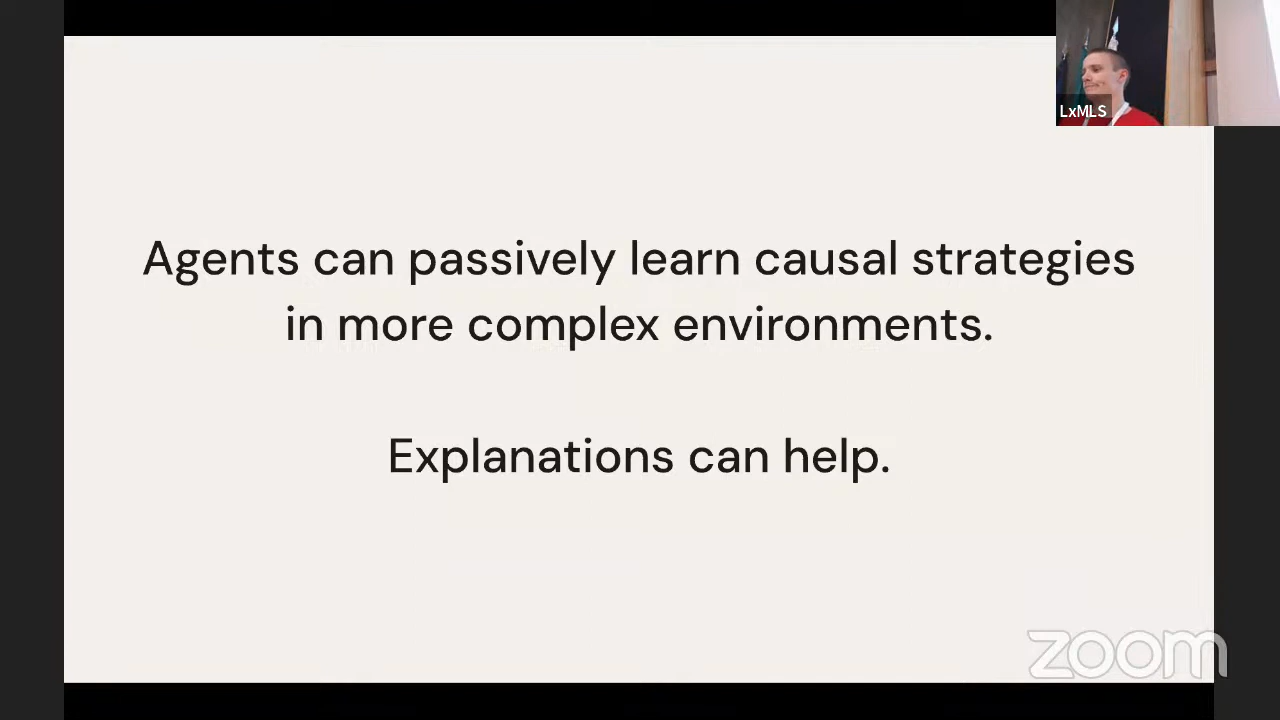 LxMLS
Agents can passively learn causal strategies
in more complex environments.
Explanations can help.
zoom